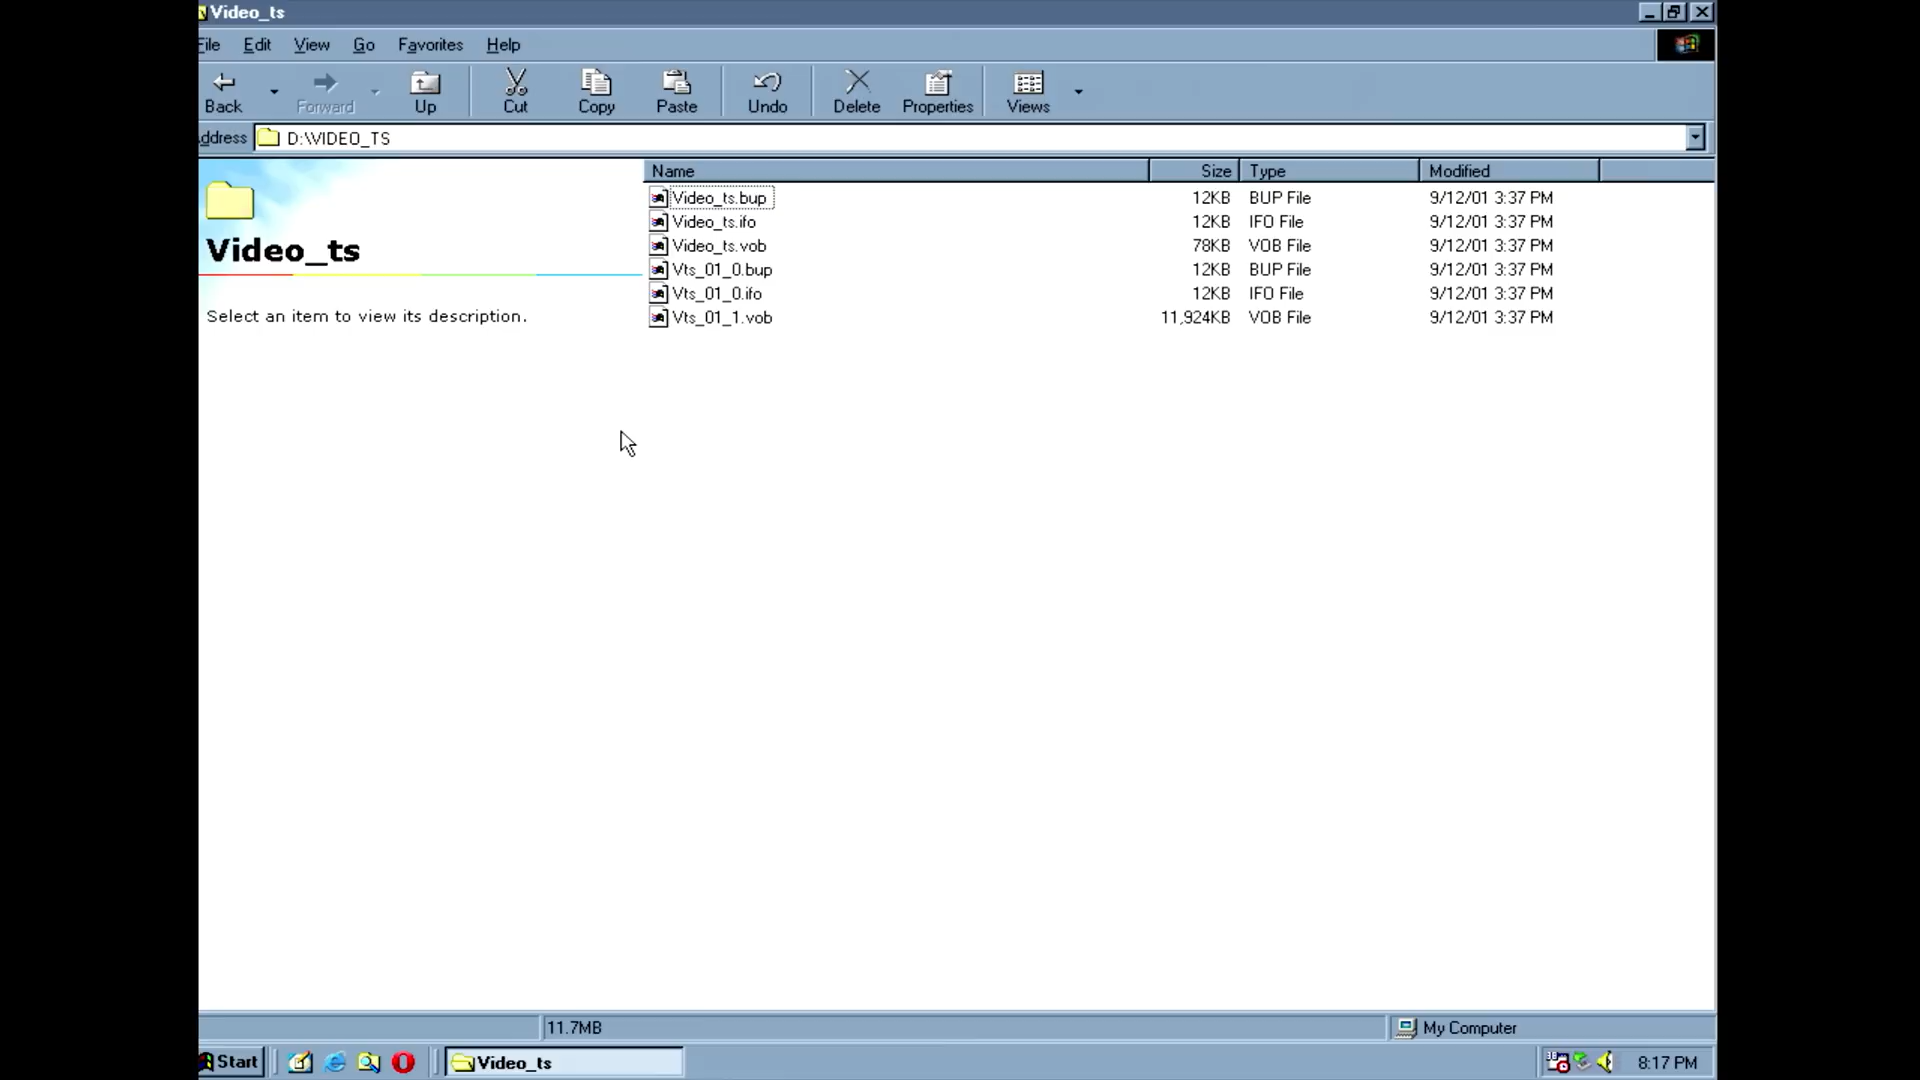 Video_ts
File Edit View Go Favorites Help
Back Forward Up Cut Copy Paste Undo Delete Properties Views
Address D:\VIDEO_TS
Name Size Type Modified
Video_ts.bup 12KB BUP File 9/12/01 3:37 PM
Video_ts.ifo 12KB IFO File 9/12/01 3:37 PM
Video_ts.vob 78KB VOB File 9/12/01 3:37 PM
Vts_01_0.bup 12KB BUP File 9/12/01 3:37 PM
Vts_01_0.ifo 12KB IFO File 9/12/01 3:37 PM
Vts_01_1.vob 11,924KB VOB File 9/12/01 3:37 PM
Video_ts
Select an item to view its description.
11.7MB My Computer
Start Video_ts 8:17 PM